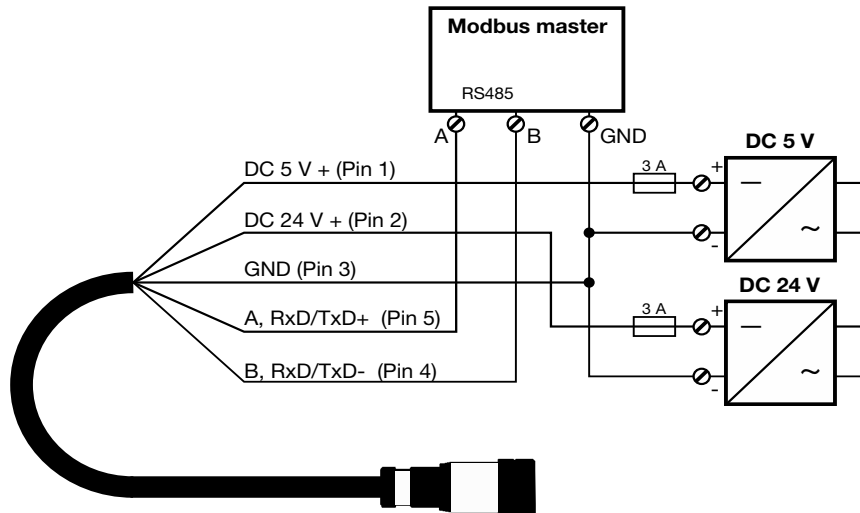 Modbus master
RS485
A
B
GND
DC 5 V
DC 5 V + (Pin 1)
3 A
+
DC 24 V + (Pin 2)
-
~
GND (Pin 3)
DC 24 V
A, RxD/TxD+ (Pin 5)
3 A
+
B, RxD/TxD- (Pin 4)
-
~